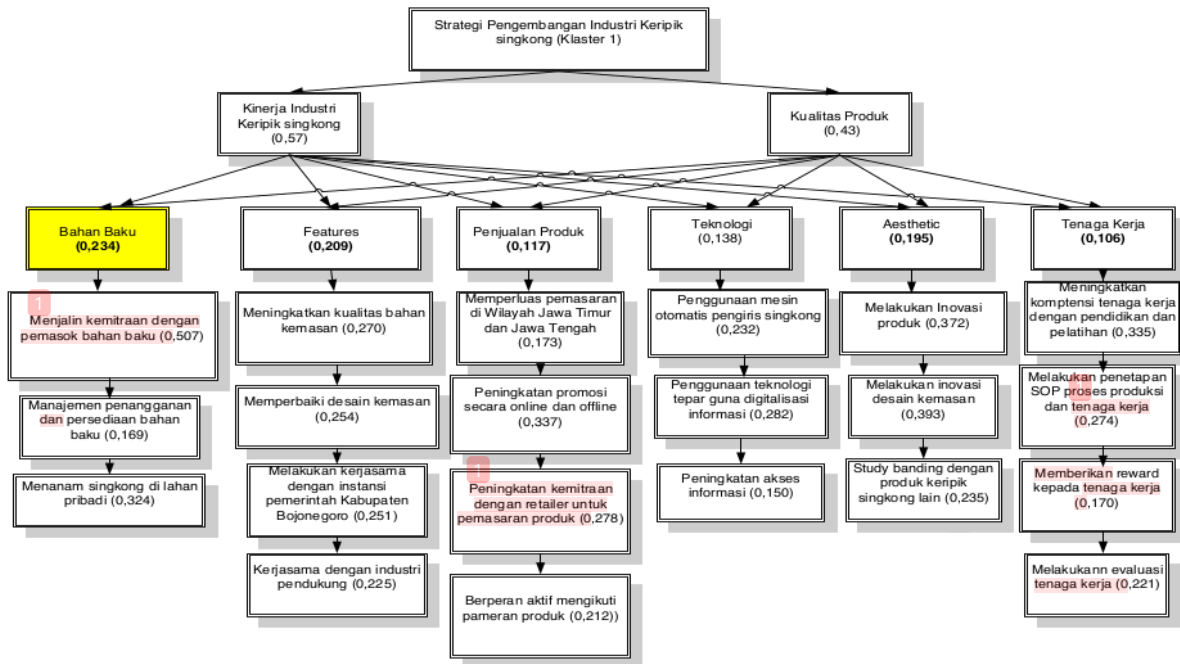 Strategi Pengembangan Industri Keripik
singkong (Klaster 1)
Kinerja Industri
Keripik singkong
(0,57)
Kualitas Produk
(0,43)
Bahan Baku
(0,234)
Features
(0,209)
Penjualan Produk
(0,117)
Teknologi
(0,138)
Aesthetic
(0,195)
Tenaga Kerja
(0,106)
1
Menjalin kemitraan dengan
pemasok bahan baku (0,507)
Manajemen penangganan
dan persediaan bahan
baku (0,169)
Menanam singkong di lahan
pribadi (0,324)
Meningkatkan kualitas bahan
kemasan (0,270)
Memperbaiki desain kemasan
(0,254)
Melakukan kerjasama
dengan instansi
pemerintah Kabupaten
Bojonegoro (0,251)
Kerjasama dengan industri
pendukung (0,225)
Memperluas pemasaran
di Wilayah Jawa Timur
dan Jawa Tengah
(0,173)
Peningkatan promosi
secara online dan offline
(0,337)
1
Peningkatan kemitraan
dengan retailer untuk
pemasaran produk (0,278)
Berperan aktif mengikuti
pameran produk (0,212))
Penggunaan mesin
otomatis pengiris singkong
(0,232)
Penggunaan teknologi
tepar guna digitalisasi
informasi (0,282)
Peningkatan akses
informasi (0,150)
Melakukan Inovasi
produk (0,372)
Melakukan inovasi
desain kemasan
(0,393)
Study banding dengan
produk keripik
singkong lain (0,235)
Meningkatkan
komptensi tenaga kerja
dengan pendidikan dan
pelatihan (0,335)
Melakukan penetapan
SOP proses produksi
dan tenaga kerja
(0,274)
Memberikan reward
kepada tenaga kerja
(0,170)
Melakukann evaluasi
tenaga kerja (0,221)